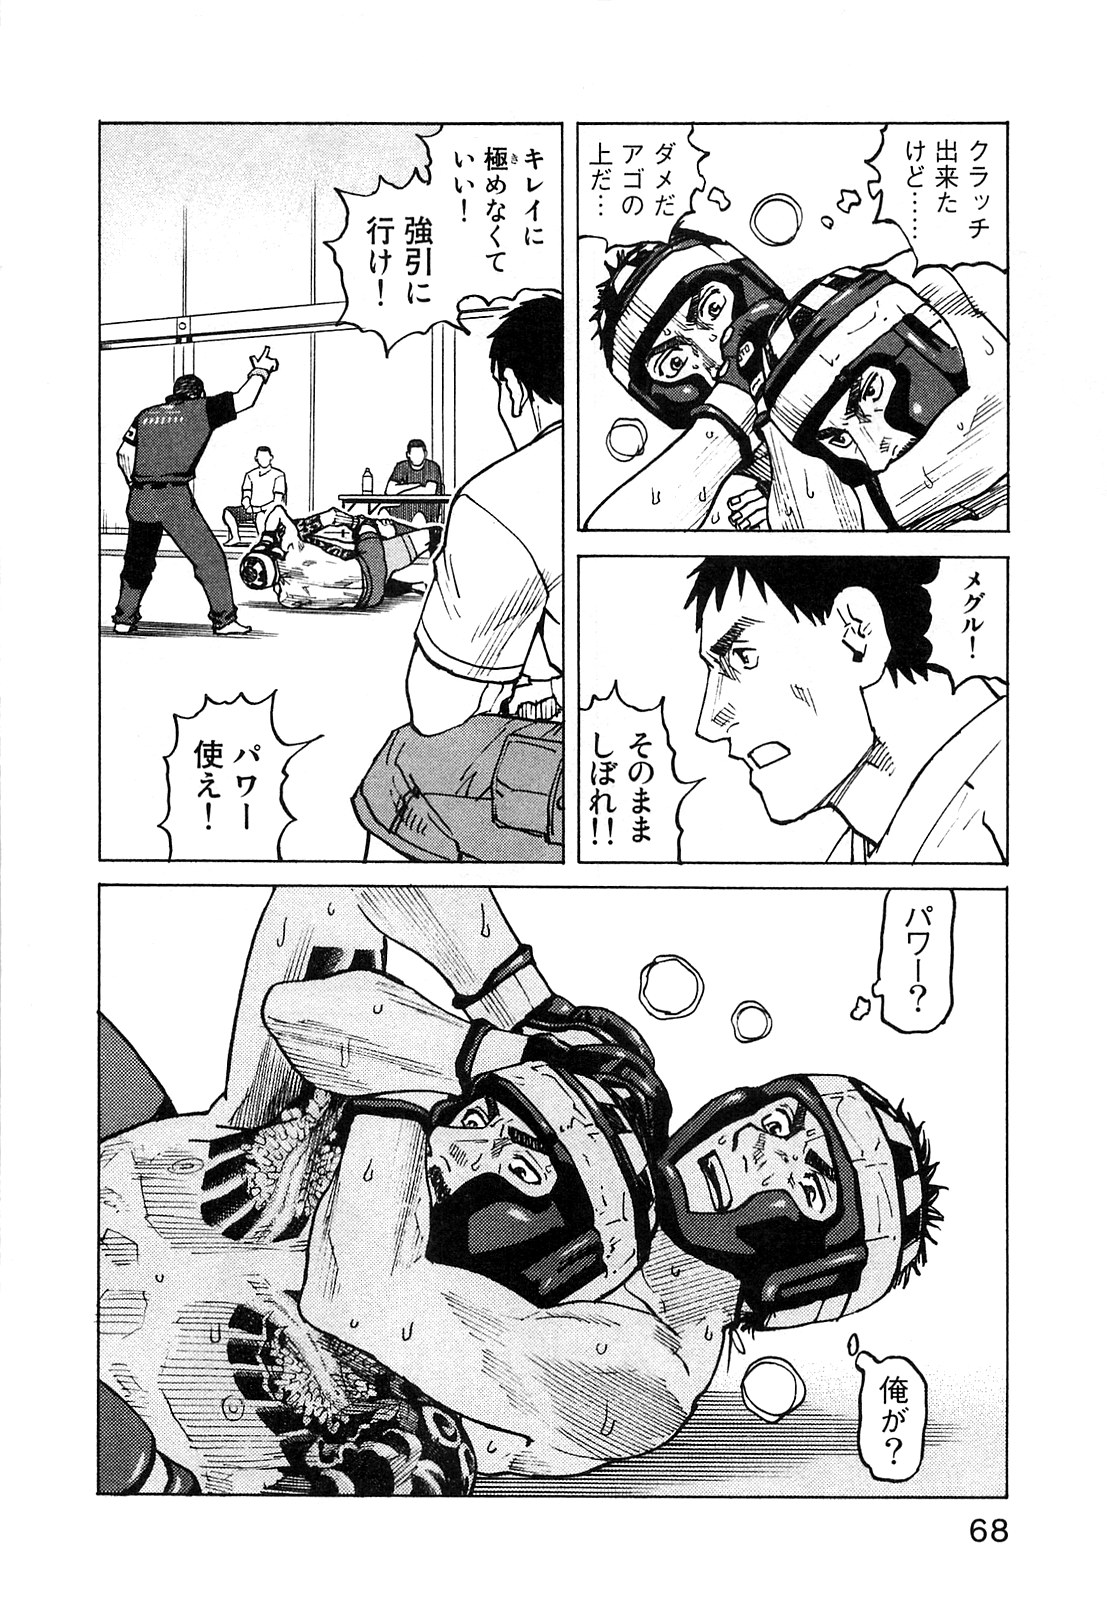 クラッチ
出来た
けど……
ダメだ
アゴの
上だ…
メグル！
そのまま
しぼれ!!
キレイに
極めなくて
き
いい！
強引に
行け！
パワー
使え！
パワー？
俺が？
68